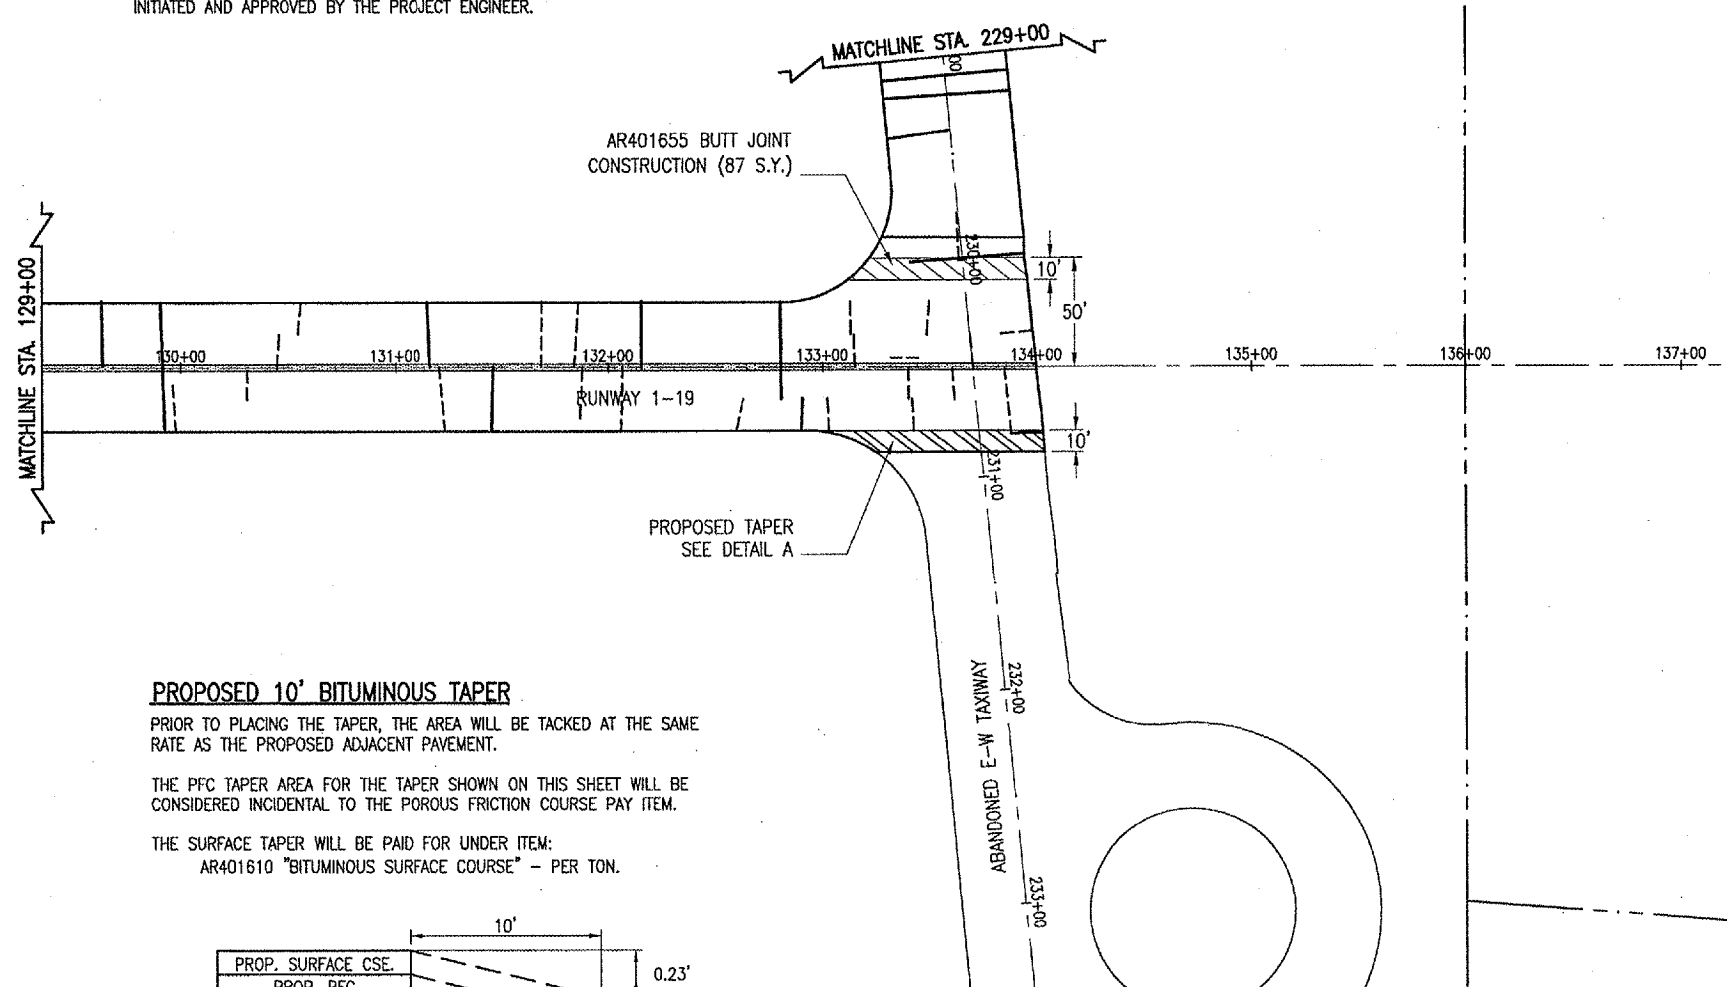 INITIATED AND APPROVED BY THE PROJECT ENGINEER.
MATCHLINE STA. 229+00
00
AR401655 BUTT JOINT
CONSTRUCTION (87 S.Y.)
230+00
10'
50'
MATCHLINE STA. 129+00
130+00
131+00
132+00
133+00
134+00
135+00
136+00
137+00
RUNWAY 1-19
10'
231+00
PROPOSED TAPER
SEE DETAIL A
232+00
ABANDONED E-W TAXIWAY
233+00
PROPOSED 10' BITUMINOUS TAPER
PRIOR TO PLACING THE TAPER, THE AREA WILL BE TACKED AT THE SAME
RATE AS THE PROPOSED ADJACENT PAVEMENT.
THE PFC TAPER AREA FOR THE TAPER SHOWN ON THIS SHEET WILL BE
CONSIDERED INCIDENTAL TO THE POROUS FRICTION COURSE PAY ITEM.
THE SURFACE TAPER WILL BE PAID FOR UNDER ITEM:
AR401610 "BITUMINOUS SURFACE COURSE" - PER TON.
10'
PROP. SURFACE CSE.
0.23'
PROP. PFC